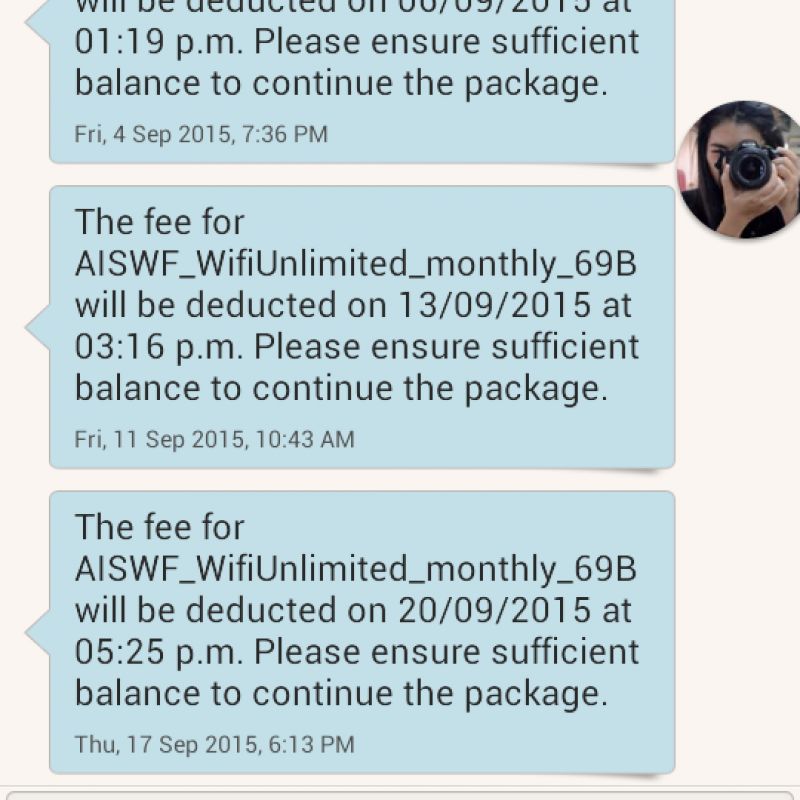 will be deducted on 06/09/2015 at
01:19 p.m. Please ensure sufficient
balance to continue the package.
Fri, 4 Sep 2015, 7:36 PM
The fee for
AISWF_WifiUnlimited_monthly_69B
will be deducted on 13/09/2015 at
03:16 p.m. Please ensure sufficient
balance to continue the package.
Fri, 11 Sep 2015, 10:43 AM
The fee for
AISWF_WifiUnlimited_monthly_69B
will be deducted on 20/09/2015 at
05:25 p.m. Please ensure sufficient
balance to continue the package.
Thu, 17 Sep 2015, 6:13 PM